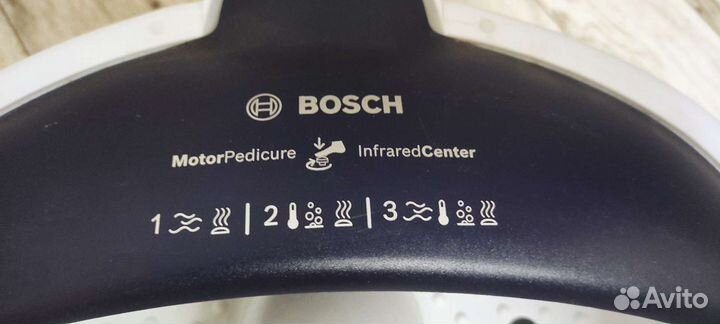 BOSCH
MotorPedicure InfraredCenter
1 | 2 | 3
Avito